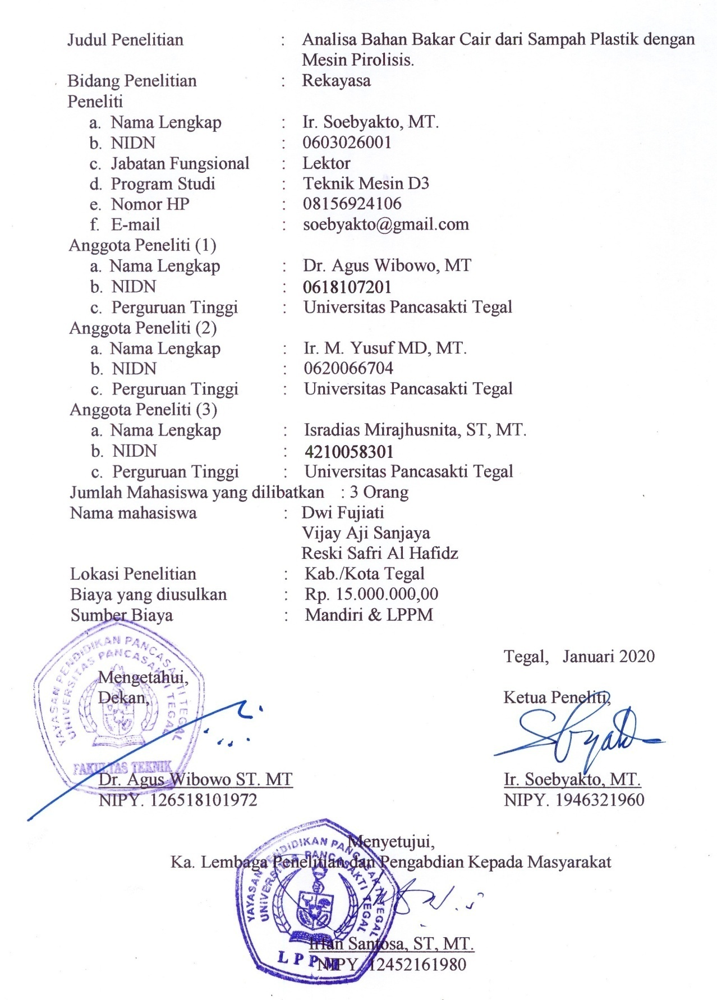 Judul Penelitian : Analisa Bahan Bakar Cair dari Sampah Plastik dengan
Mesin Pirolisis.
Bidang Penelitian : Rekayasa
Peneliti
a. Nama Lengkap : Ir. Soebyakto, MT.
b. NIDN : 0603026001
c. Jabatan Fungsional : Lektor
d. Program Studi : Teknik Mesin D3
e. Nomor HP : 08156924106
f. E-mail : soebyakto@gmail.com
Anggota Peneliti (1)
a. Nama Lengkap : Dr. Agus Wibowo, MT
b. NIDN : 0618107201
c. Perguruan Tinggi : Universitas Pancasakti Tegal
Anggota Peneliti (2)
a. Nama Lengkap : Ir. M. Yusuf MD, MT.
b. NIDN : 0620066704
c. Perguruan Tinggi : Universitas Pancasakti Tegal
Anggota Peneliti (3)
a. Nama Lengkap : Isradias Mirajhusnita, ST, MT.
b. NIDN : 4210058301
c. Perguruan Tinggi : Universitas Pancasakti Tegal
Jumlah Mahasiswa yang dilibatkan : 3 Orang
Nama mahasiswa : Dwi Fujiati
Vijay Aji Sanjaya
Reski Safri Al Hafidz
Lokasi Penelitian : Kab./Kota Tegal
Biaya yang diusulkan : Rp. 15.000.000,00
Sumber Biaya : Mandiri & LPPM
Tegal, Januari 2020
Mengetahui,
Dekan,
Ketua Peneliti,
YAYASAN PENDIDIKAN PANCASAKTI TEGAL
UNIVERSITAS PANCASAKTI TEGAL
FAKULTAS TEKNIK
Dr. Agus Wibowo ST. MT
NIPY. 126518101972
Ir. Soebyakto, MT.
NIPY. 1946321960
Menyetujui,
Ka. Lembaga Penelitian dan Pengabdian Kepada Masyarakat
YAYASAN PENDIDIKAN PANCASAKTI TEGAL
UNIVERSITAS PANCASAKTI TEGAL
LPPM
Irfan Santosa, ST, MT.
NIPY. 12452161980